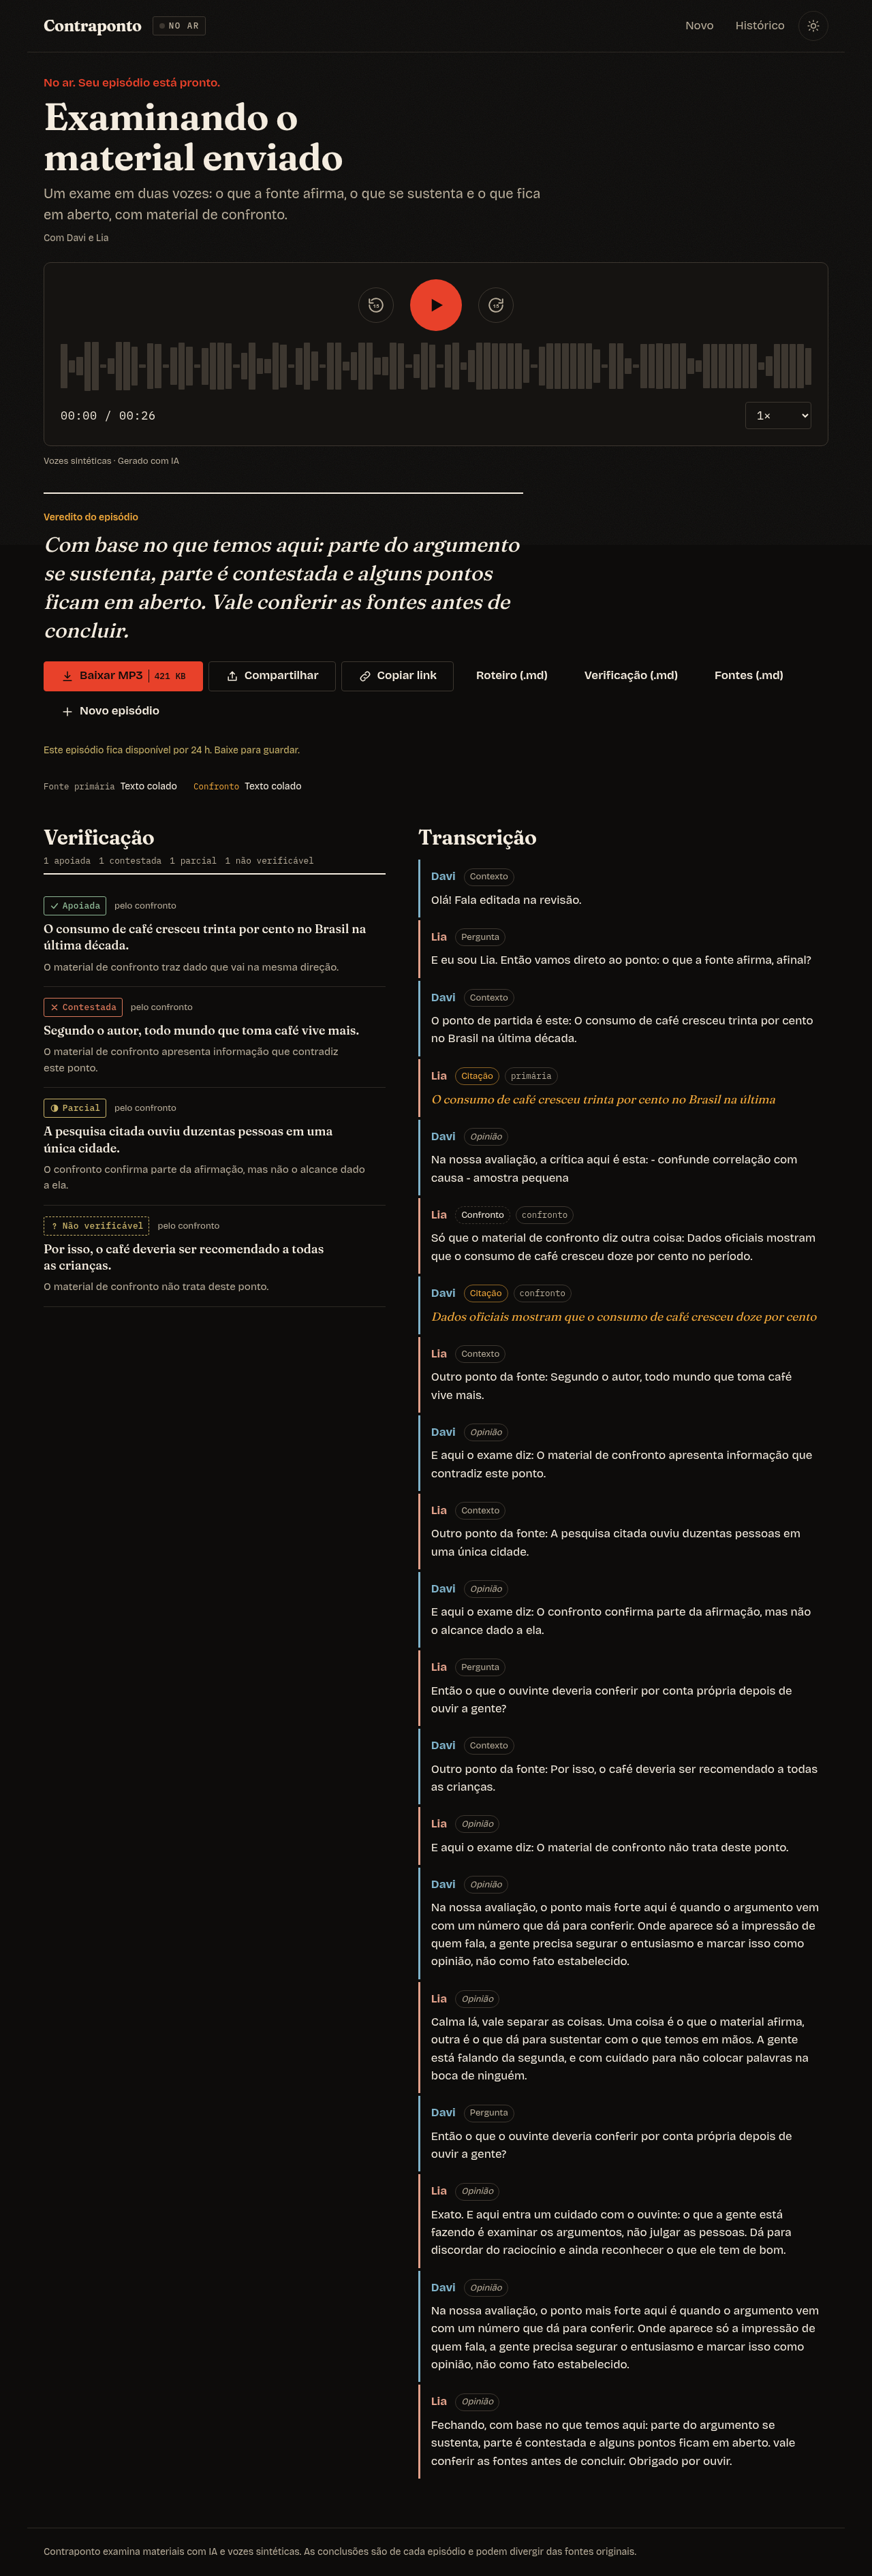 Contraponto
NO AR
Novo
Histórico
No ar. Seu episódio está pronto.
Examinando o
material enviado
Um exame em duas vozes: o que a fonte afirma, o que se sustenta e o que fica
em aberto, com material de confronto.
Com Davi e Lia
15
15
00:00 / 00:26
1×
Vozes sintéticas · Gerado com IA
Veredito do episódio
Com base no que temos aqui: parte do argumento
se sustenta, parte é contestada e alguns pontos
ficam em aberto. Vale conferir as fontes antes de
concluir.
Baixar MP3 | 421 KB
Compartilhar
Copiar link
Roteiro (.md)
Verificação (.md)
Fontes (.md)
Novo episódio
Este episódio fica disponível por 24 h. Baixe para guardar.
Fonte primária Texto colado
Confronto Texto colado
Verificação
1 apoiada 1 contestada 1 parcial 1 não verificável
Apoiada pelo confronto
O consumo de café cresceu trinta por cento no Brasil na
última década.
O material de confronto traz dado que vai na mesma direção.
Contestada pelo confronto
Segundo o autor, todo mundo que toma café vive mais.
O material de confronto apresenta informação que contradiz
este ponto.
Parcial pelo confronto
A pesquisa citada ouviu duzentas pessoas em uma
única cidade.
O confronto confirma parte da afirmação, mas não o alcance dado
a ela.
? Não verificável pelo confronto
Por isso, o café deveria ser recomendado a todas
as crianças.
O material de confronto não trata deste ponto.
Transcrição
Davi Contexto
Olá! Fala editada na revisão.
Lia Pergunta
E eu sou Lia. Então vamos direto ao ponto: o que a fonte afirma, afinal?
Davi Contexto
O ponto de partida é este: O consumo de café cresceu trinta por cento
no Brasil na última década.
Lia Citação primária
O consumo de café cresceu trinta por cento no Brasil na última
Davi Opinião
Na nossa avaliação, a crítica aqui é esta: - confunde correlação com
causa - amostra pequena
Lia Confronto confronto
Só que o material de confronto diz outra coisa: Dados oficiais mostram
que o consumo de café cresceu doze por cento no período.
Davi Citação confronto
Dados oficiais mostram que o consumo de café cresceu doze por cento
Lia Contexto
Outro ponto da fonte: Segundo o autor, todo mundo que toma café
vive mais.
Davi Opinião
E aqui o exame diz: O material de confronto apresenta informação que
contradiz este ponto.
Lia Contexto
Outro ponto da fonte: A pesquisa citada ouviu duzentas pessoas em
uma única cidade.
Davi Opinião
E aqui o exame diz: O confronto confirma parte da afirmação, mas não
o alcance dado a ela.
Lia Pergunta
Então o que o ouvinte deveria conferir por conta própria depois de
ouvir a gente?
Davi Contexto
Outro ponto da fonte: Por isso, o café deveria ser recomendado a todas
as crianças.
Lia Opinião
E aqui o exame diz: O material de confronto não trata deste ponto.
Davi Opinião
Na nossa avaliação, o ponto mais forte aqui é quando o argumento vem
com um número que dá para conferir. Onde aparece só a impressão de
quem fala, a gente precisa segurar o entusiasmo e marcar isso como
opinião, não como fato estabelecido.
Lia Opinião
Calma lá, vale separar as coisas. Uma coisa é o que o material afirma,
outra é o que dá para sustentar com o que temos em mãos. A gente
está falando da segunda, e com cuidado para não colocar palavras na
boca de ninguém.
Davi Pergunta
Então o que o ouvinte deveria conferir por conta própria depois de
ouvir a gente?
Lia Opinião
Exato. E aqui entra um cuidado com o ouvinte: o que a gente está
fazendo é examinar os argumentos, não julgar as pessoas. Dá para
discordar do raciocínio e ainda reconhecer o que ele tem de bom.
Davi Opinião
Na nossa avaliação, o ponto mais forte aqui é quando o argumento vem
com um número que dá para conferir. Onde aparece só a impressão de
quem fala, a gente precisa segurar o entusiasmo e marcar isso como
opinião, não como fato estabelecido.
Lia Opinião
Fechando, com base no que temos aqui: parte do argumento se
sustenta, parte é contestada e alguns pontos ficam em aberto. vale
conferir as fontes antes de concluir. Obrigado por ouvir.
Contraponto examina materiais com IA e vozes sintéticas. As conclusões são de cada episódio e podem divergir das fontes originais.